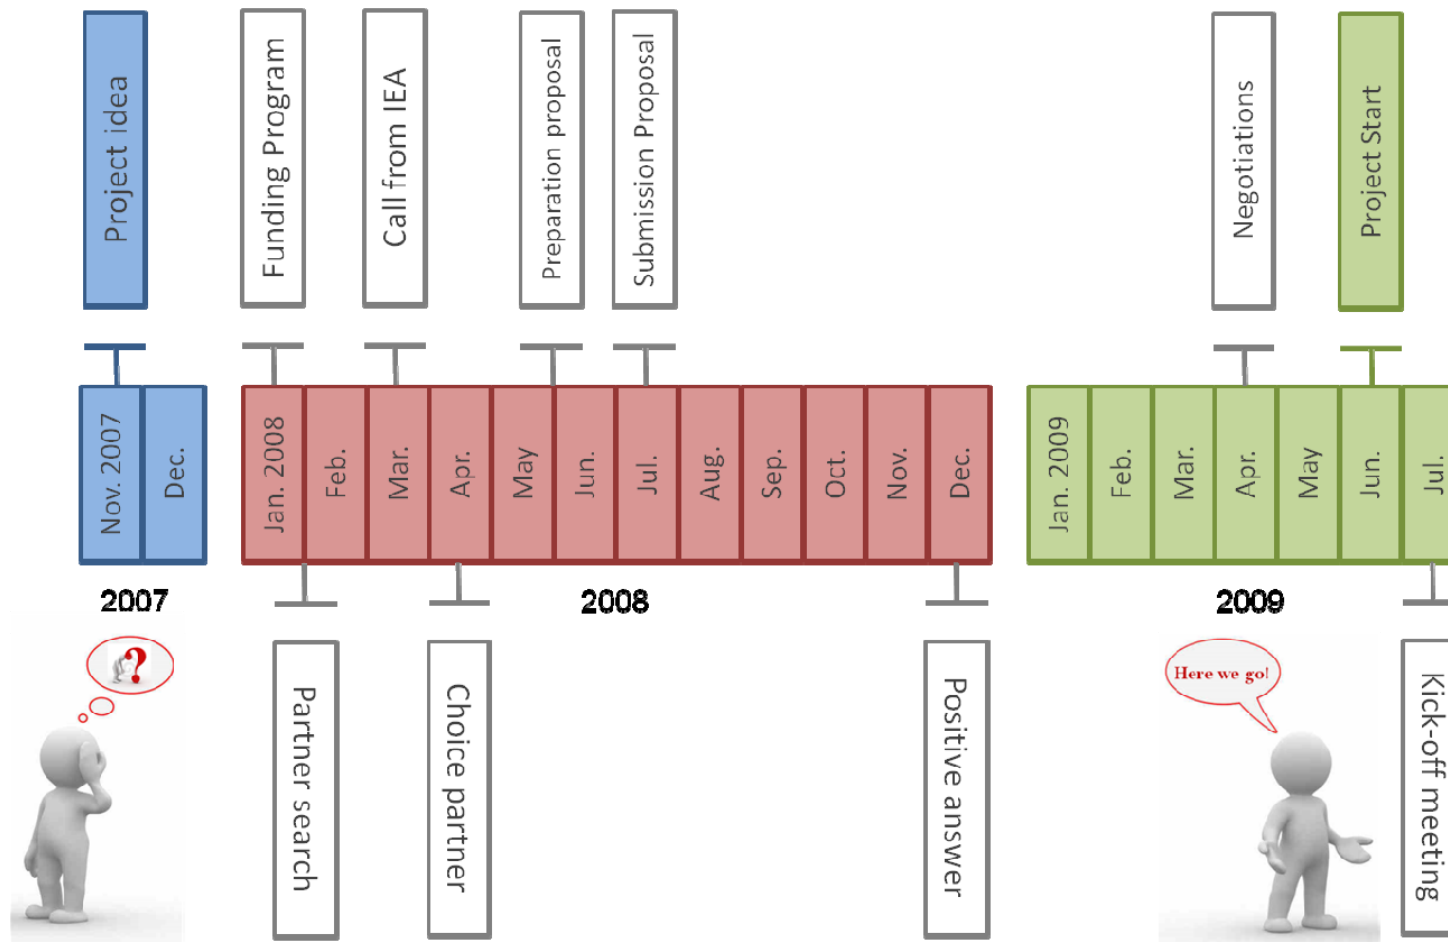 Project idea
Funding Program
Call from IEA
Preparation proposal
Submission Proposal
Negotiations
Project Start
Nov. 2007
Dec.
Jan. 2008
Feb.
Mar.
Apr.
May
Jun.
Jul.
Aug.
Sep.
Oct.
Nov.
Dec.
Jan. 2009
Feb.
Mar.
Apr.
May
Jun.
Jul.
2007
2008
2009
?
Partner search
Choice partner
Positive answer
Here we go!
Kick-off meeting